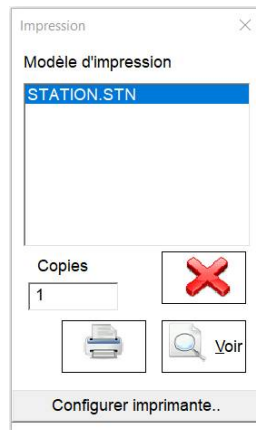 Impression
Modèle d'impression
STATION.STN
Copies
1
Voir
Configurer imprimante..